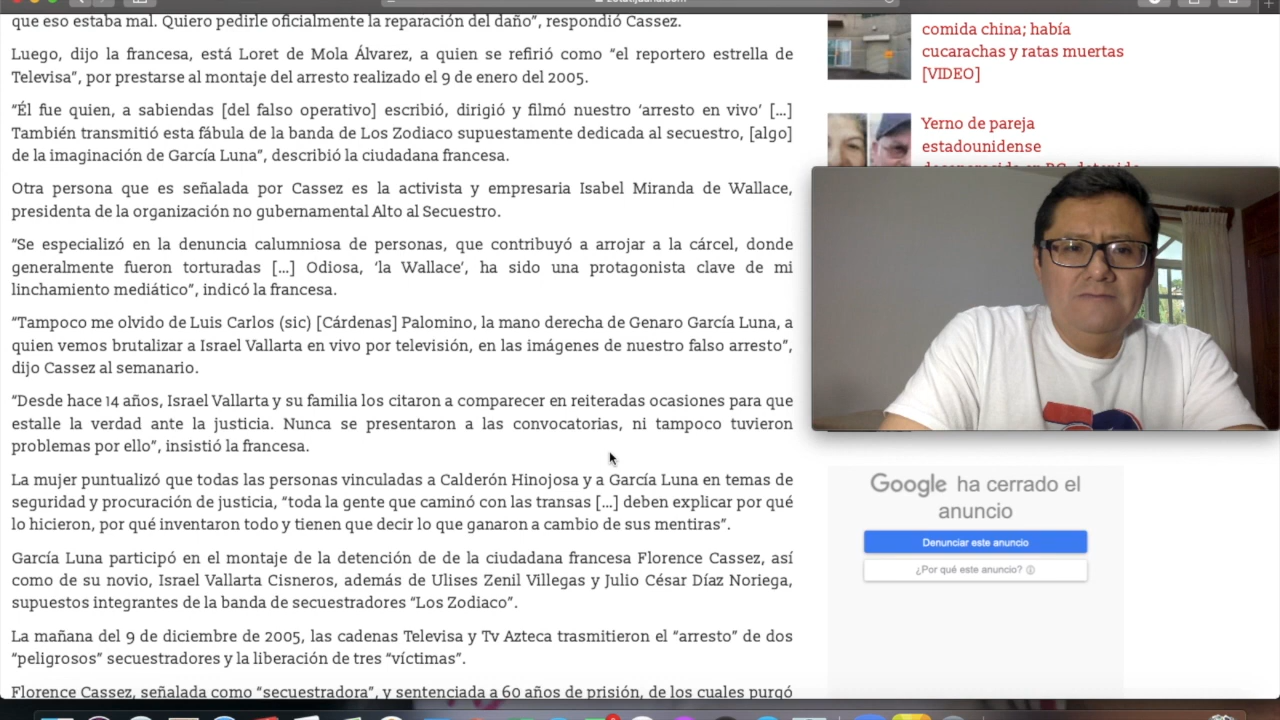 que eso estaba mal. Quiero pedirle oficialmente la reparación del daño”, respondió Cassez.
Luego, dijo la francesa, está Loret de Mola Álvarez, a quien se refirió como “el reportero estrella de
Televisa”, por prestarse al montaje del arresto realizado el 9 de enero del 2005.
“Él fue quien, a sabiendas [del falso operativo] escribió, dirigió y filmó nuestro ‘arresto en vivo’ […]
También transmitió esta fábula de la banda de Los Zodiaco supuestamente dedicada al secuestro, [algo]
de la imaginación de García Luna”, describió la ciudadana francesa.
Otra persona que es señalada por Cassez es la activista y empresaria Isabel Miranda de Wallace,
presidenta de la organización no gubernamental Alto al Secuestro.
“Se especializó en la denuncia calumniosa de personas, que contribuyó a arrojar a la cárcel, donde
generalmente fueron torturadas […] Odiosa, ‘la Wallace’, ha sido una protagonista clave de mi
linchamiento mediático”, indicó la francesa.
“Tampoco me olvido de Luis Carlos (sic) [Cárdenas] Palomino, la mano derecha de Genaro García Luna, a
quien vemos brutalizar a Israel Vallarta en vivo por televisión, en las imágenes de nuestro falso arresto”,
dijo Cassez al semanario.
“Desde hace 14 años, Israel Vallarta y su familia los citaron a comparecer en reiteradas ocasiones para que
estalle la verdad ante la justicia. Nunca se presentaron a las convocatorias, ni tampoco tuvieron
problemas por ello”, insistió la francesa.
La mujer puntualizó que todas las personas vinculadas a Calderón Hinojosa y a García Luna en temas de
seguridad y procuración de justicia, “toda la gente que caminó con las transas […] deben explicar por qué
lo hicieron, por qué inventaron todo y tienen que decir lo que ganaron a cambio de sus mentiras”.
García Luna participó en el montaje de la detención de de la ciudadana francesa Florence Cassez, así
como de su novio, Israel Vallarta Cisneros, además de Ulises Zenil Villegas y Julio César Díaz Noriega,
supuestos integrantes de la banda de secuestradores “Los Zodiaco”.
La mañana del 9 de diciembre de 2005, las cadenas Televisa y Tv Azteca trasmitieron el “arresto” de dos
“peligrosos” secuestradores y la liberación de tres “víctimas”.
Florence Cassez, señalada como “secuestradora”, y sentenciada a 60 años de prisión, de los cuales purgó
comida china; había
cucarachas y ratas muertas
[VIDEO]
Yerno de pareja
estadounidense
Google ha cerrado el
anuncio
Denunciar este anuncio
¿Por qué este anuncio?